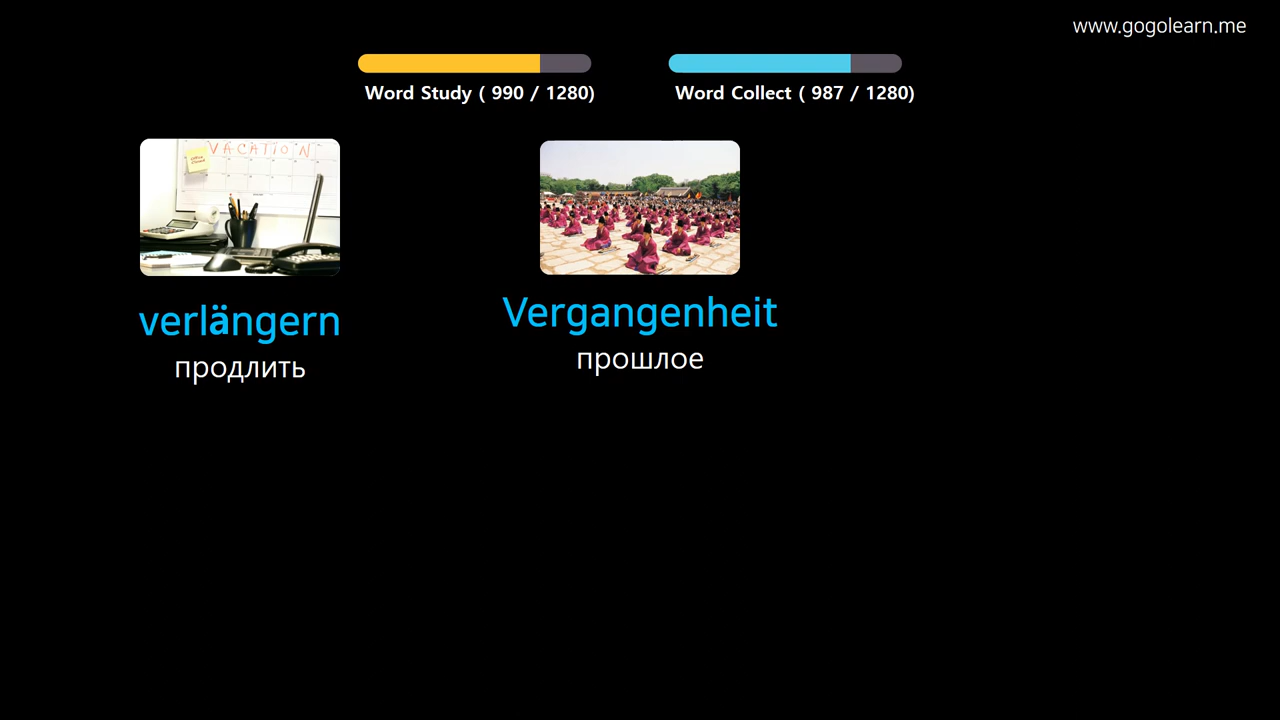 www.gogolearn.me
Word Study ( 990 / 1280)
Word Collect ( 987 / 1280)
VACATION
verlängern
продлить
Vergangenheit
прошлое